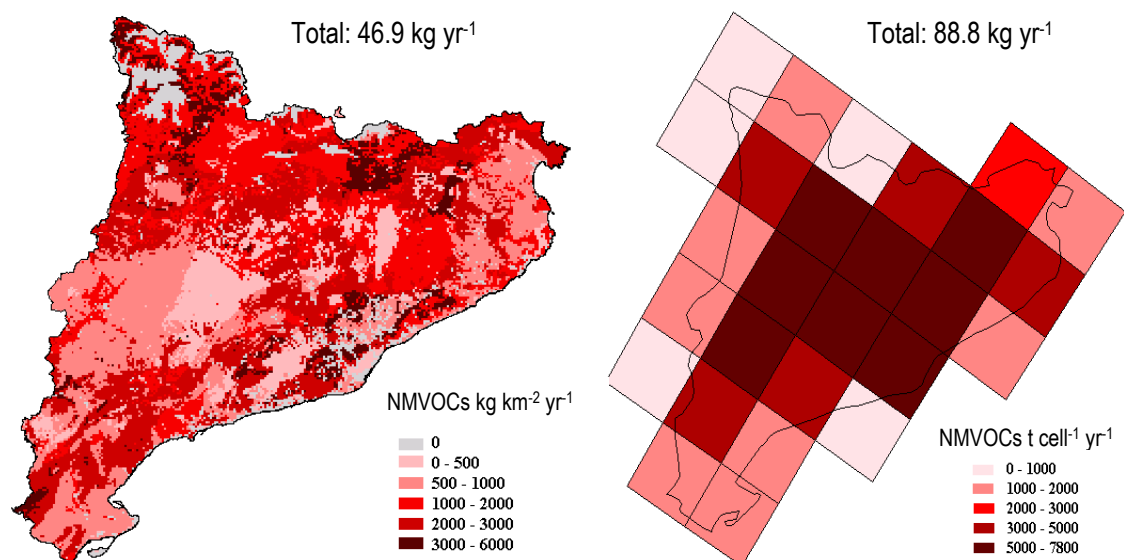 Total: 46.9 kg yr-1
Total: 88.8 kg yr-1
NMVOCs kg km-2 yr-1
0
0 - 500
500 - 1000
1000 - 2000
2000 - 3000
3000 - 6000
NMVOCs t cell-1 yr-1
0 - 1000
1000 - 2000
2000 - 3000
3000 - 5000
5000 - 7800